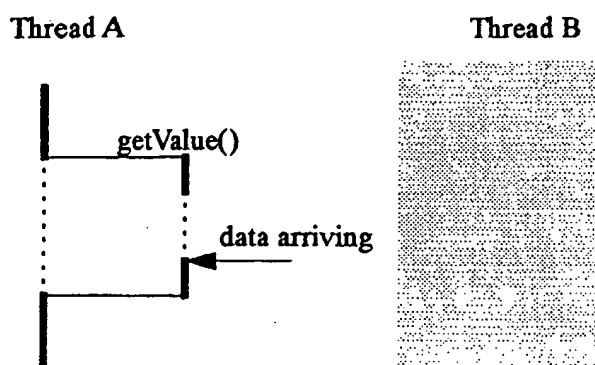 Thread A
Thread B
getValue()
data arriving